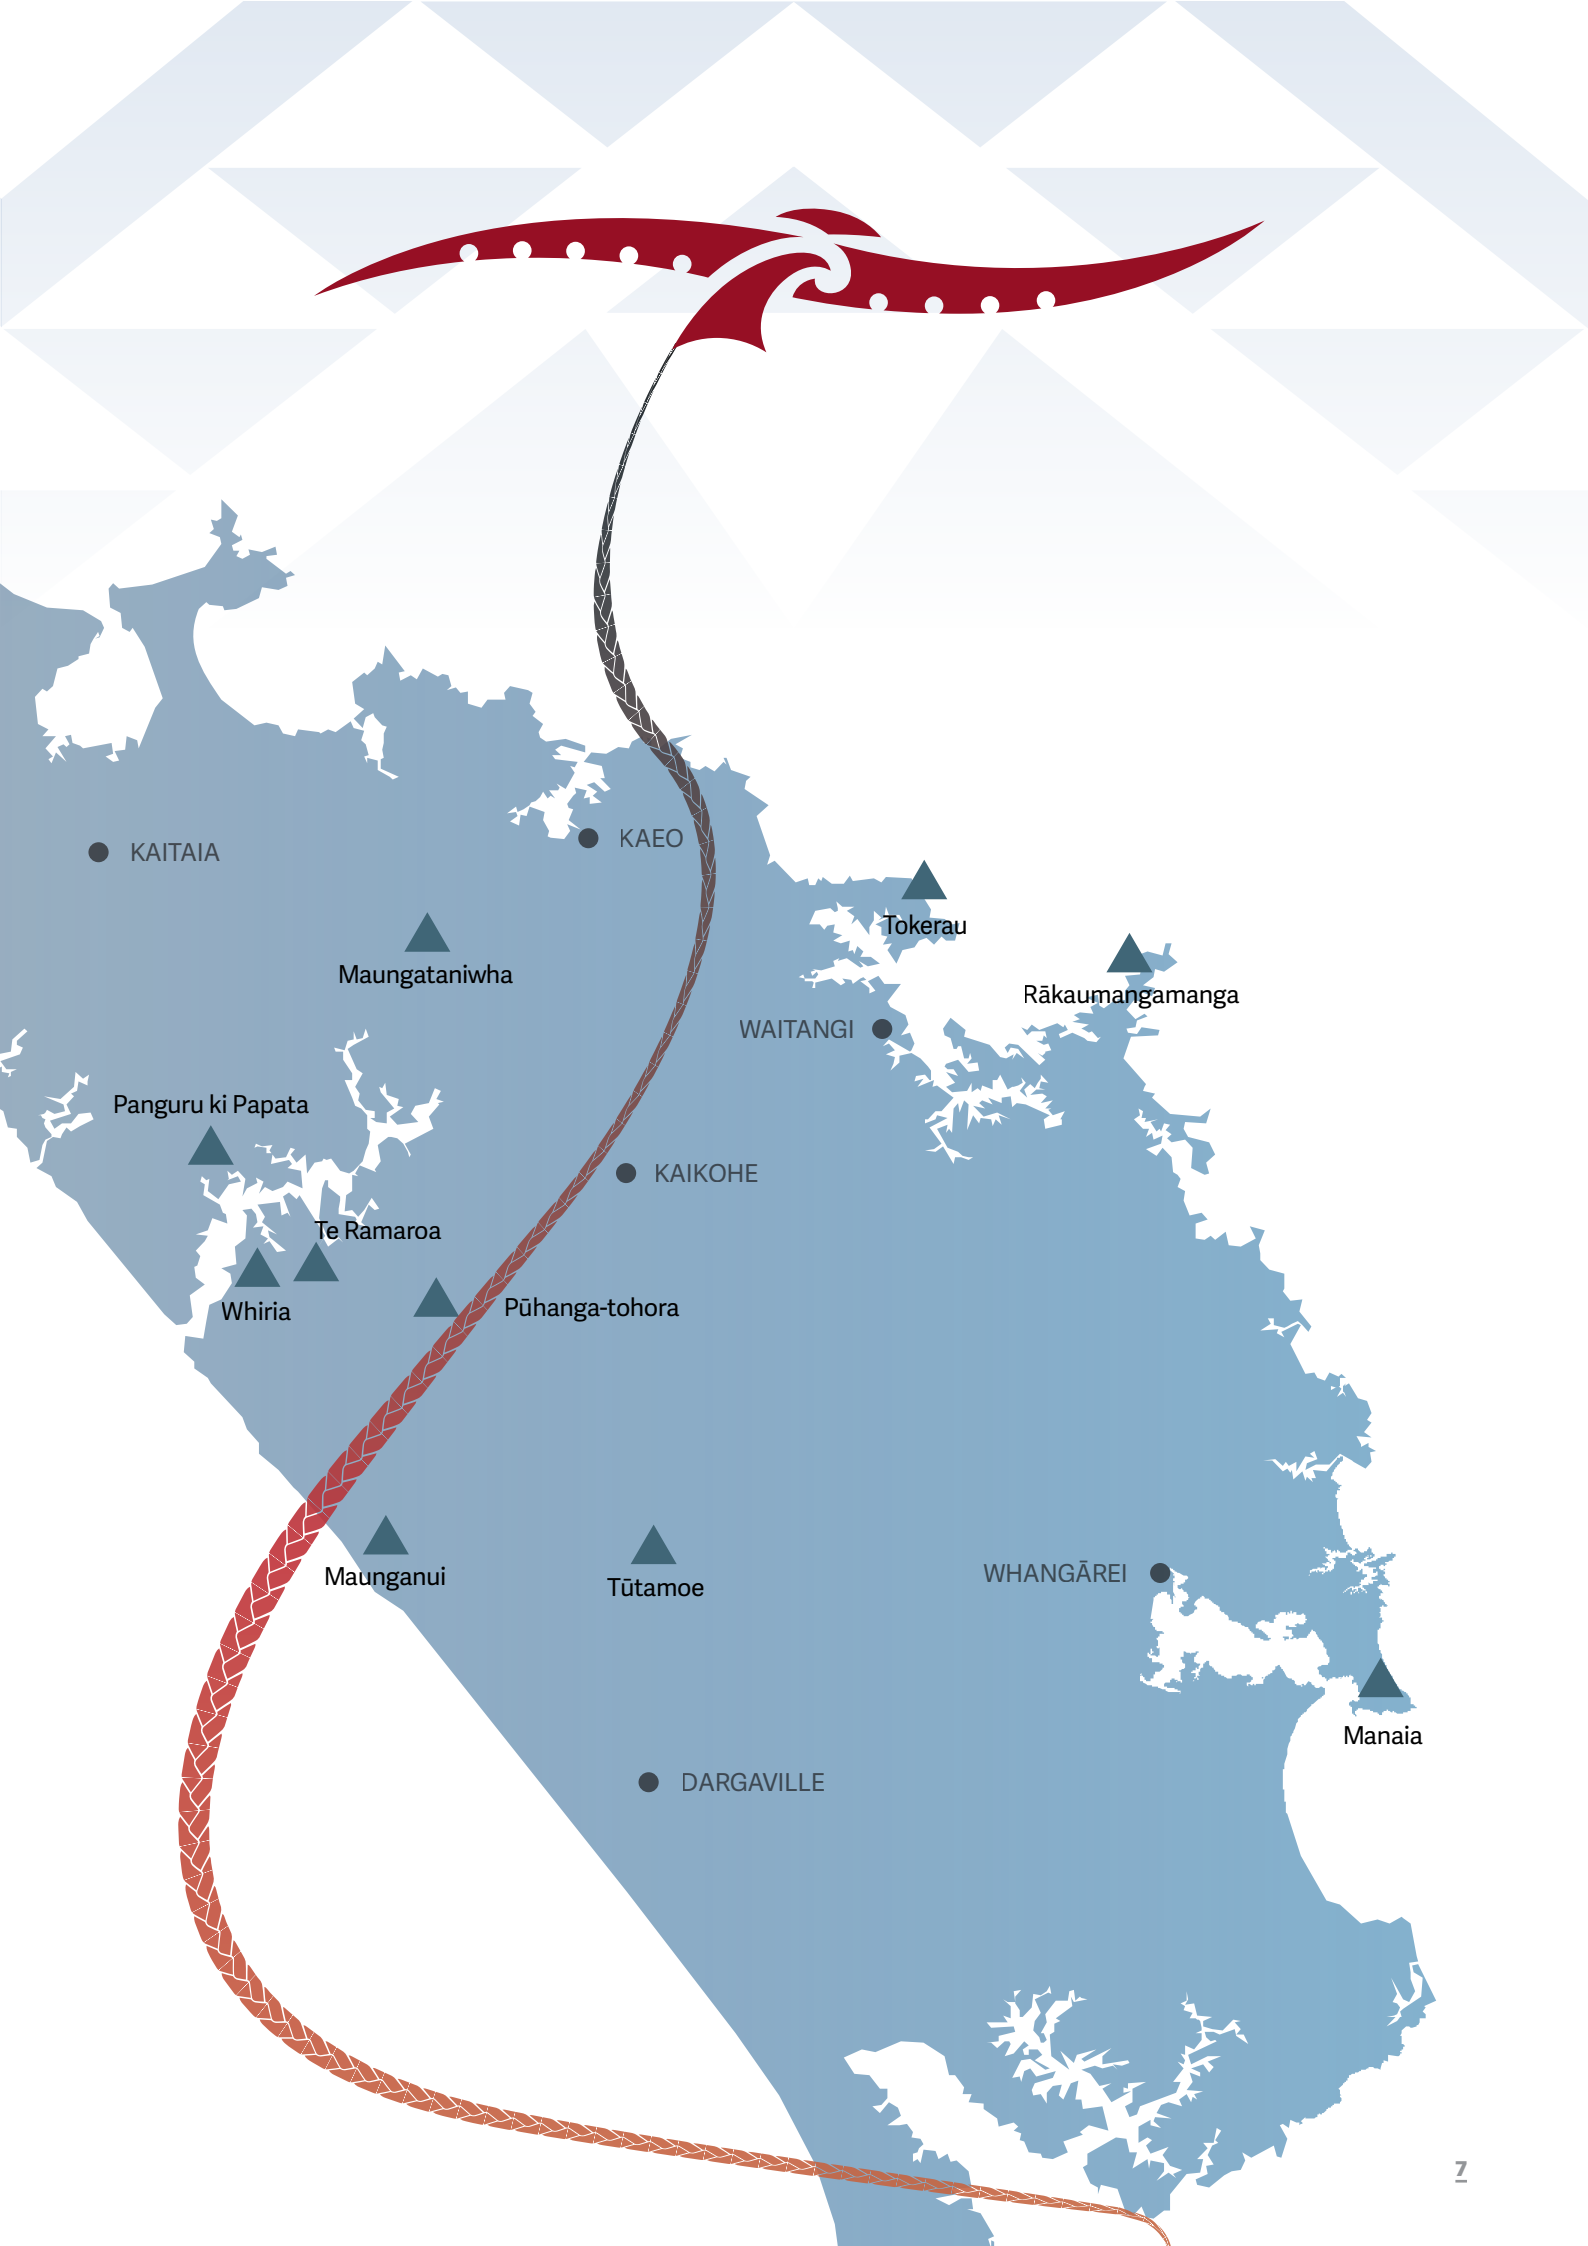 KAEO
KAITAIA
Tokerau
Maungataniwha
Rākaumangamanga
WAITANGI
Panguru ki Papata
KAIKOHE
Te Ramaroa
Whiria
Pūhanga-tohora
Maunganui
Tūtamoe
WHANGĀREI
Manaia
DARGAVILLE
7